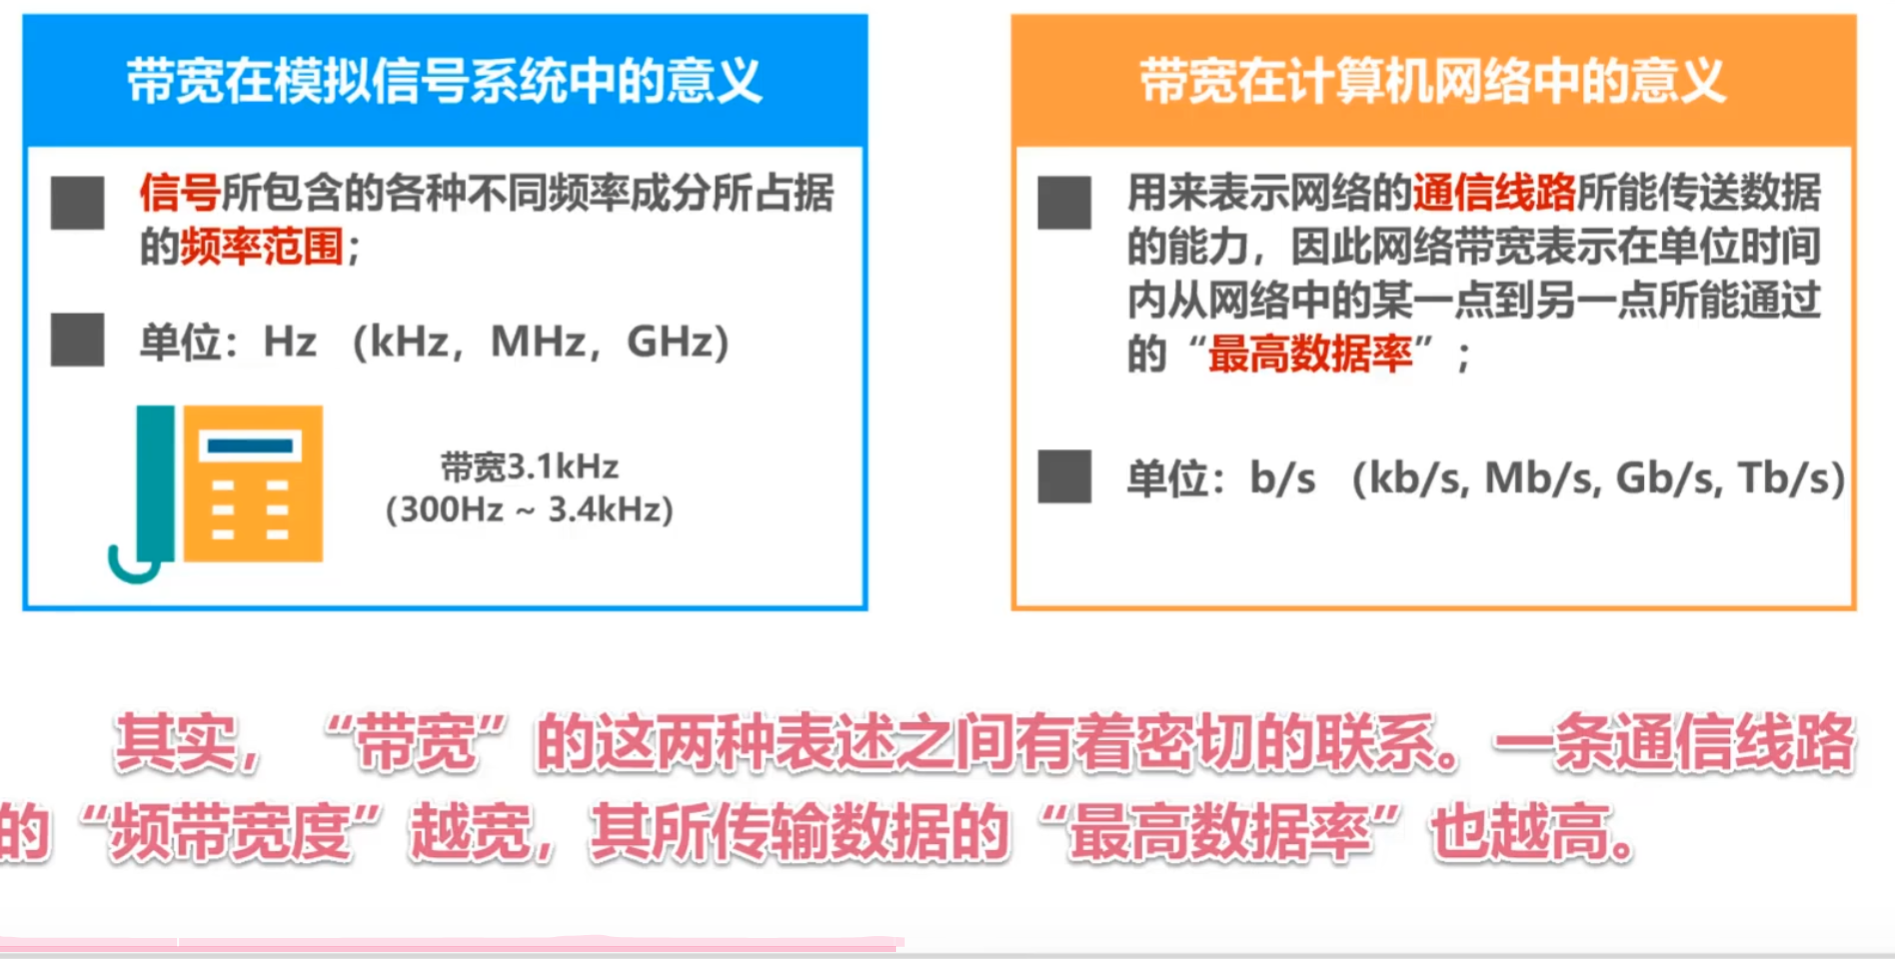 带宽在模拟信号系统中的意义
信号所包含的各种不同频率成分所占据
的频率范围；
单位：Hz （kHz，MHz，GHz）
带宽3.1kHz
(300Hz ~ 3.4kHz)
带宽在计算机网络中的意义
用来表示网络的通信线路所能传送数据
的能力，因此网络带宽表示在单位时间
内从网络中的某一点到另一点所能通过
的“最高数据率”；
单位：b/s （kb/s, Mb/s, Gb/s, Tb/s）
其实，“带宽”的这两种表述之间有着密切的联系。一条通信线路
的“频带宽度”越宽，其所传输数据的“最高数据率”也越高。